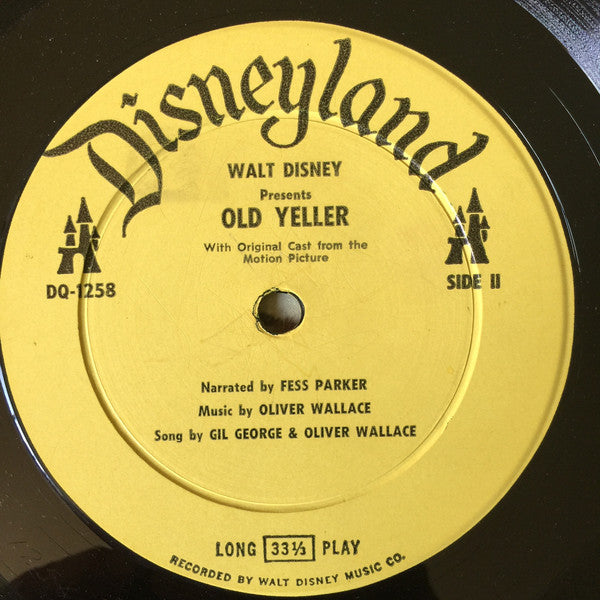 Disneyland
WALT DISNEY
Presents
OLD YELLER
With Original Cast from the
Motion Picture
DQ-1258
SIDE II
Narrated by FESS PARKER
Music by OLIVER WALLACE
Song by GIL GEORGE & OLIVER WALLACE
LONG 33⅓ PLAY
RECORDED BY WALT DISNEY MUSIC CO.